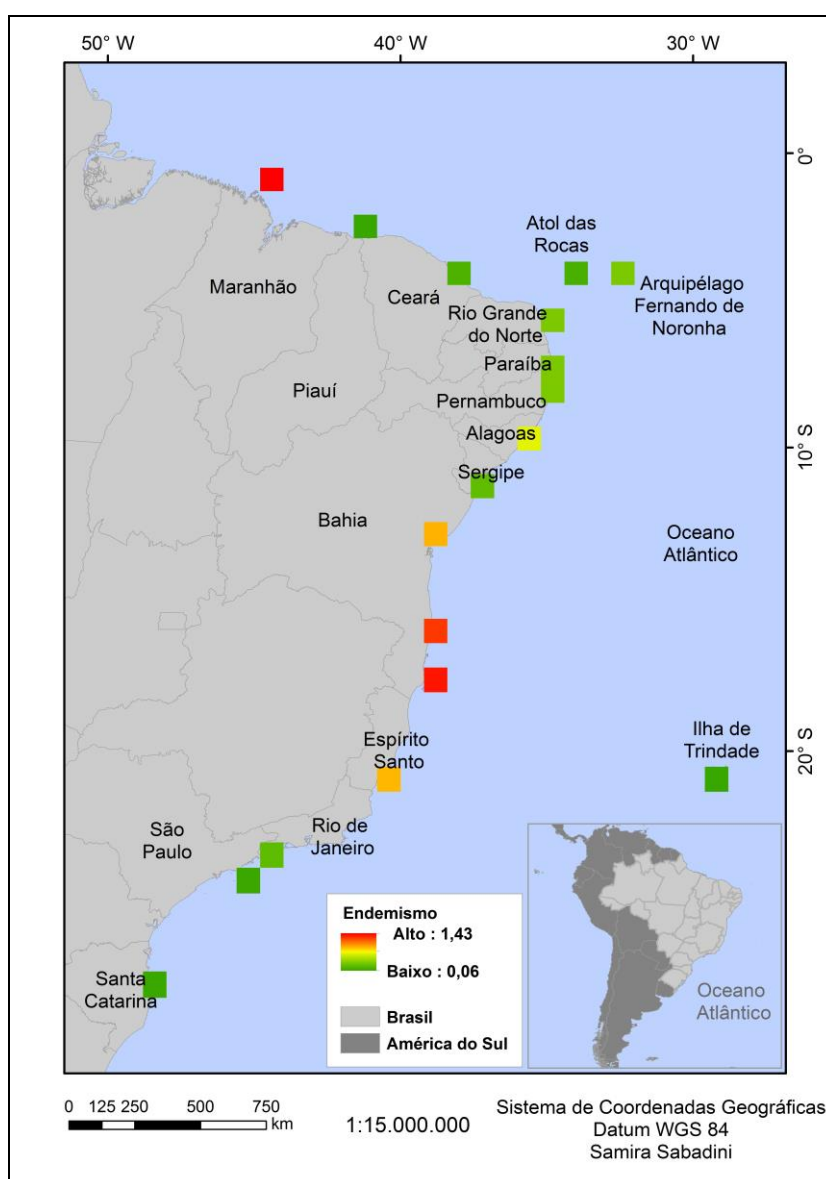 50° W
40° W
30° W
0°
Atol das
Rocas
Maranhão
Ceará
Arquipélago
Fernando de
Noronha
Rio Grande
do Norte
Paraíba
Piauí
Pernambuco
Alagoas
10°S
Sergipe
Bahia
Oceano
Atlântico
Ilha de
Trindade
20° S
Espírito
Santo
São
Paulo
Rio de
Janeiro
Santa
Catarina
Endemismo
Alto : 1,43
Baixo : 0,06
Brasil
América do Sul
Oceano
Atlântico
0 125 250 500 750
km
1:15.000.000
Sistema de Coordenadas Geográficas
Datum WGS 84
Samira Sabadini